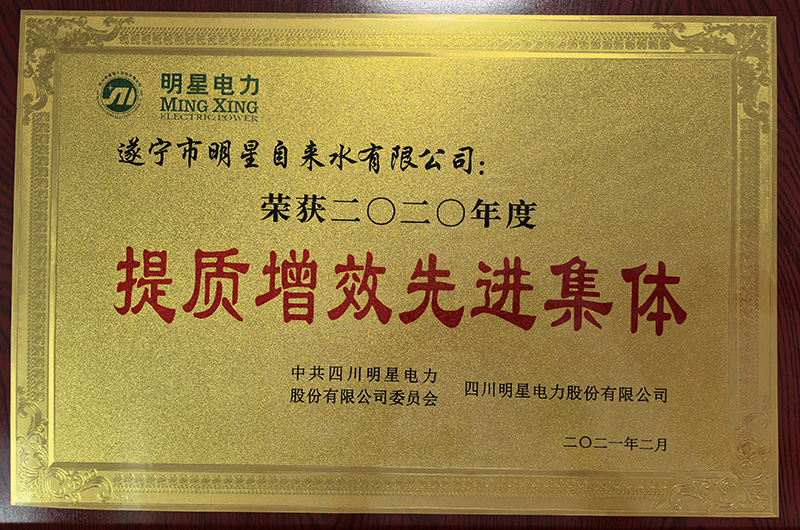 明星电力
MING XING
ELECTRIC POWER
遂宁市明星自来水有限公司：
荣获二〇二〇年度
提质增效先进集体
中共四川明星电力
股份有限公司委员会
四川明星电力股份有限公司
二〇二一年二月